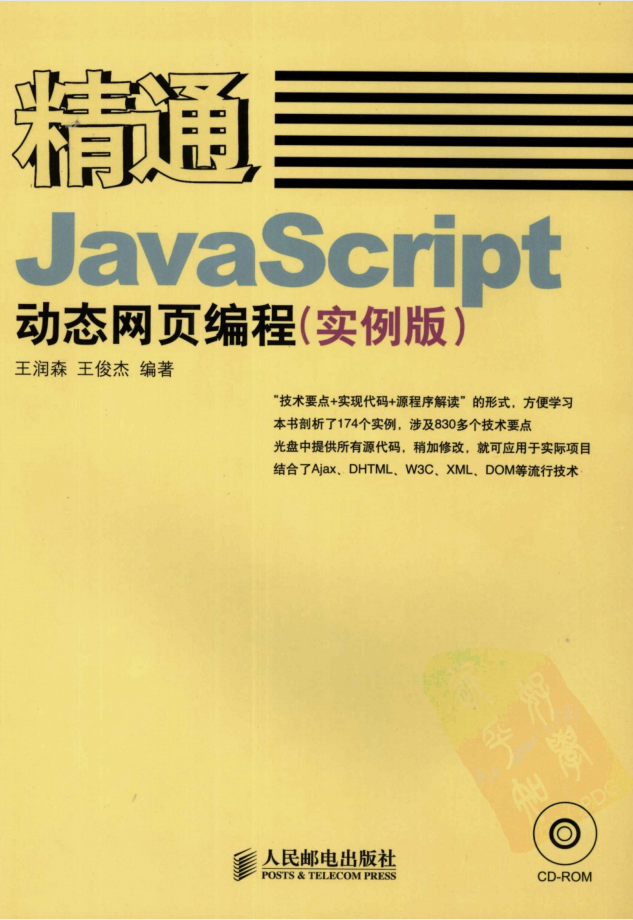 精通
JavaScript
动态网页编程(实例版)
王润森 王俊杰 编著
“技术要点+实现代码+源程序解读”的形式，方便学习
本书剖析了174个实例，涉及830多个技术要点
光盘中提供所有源代码，稍加修改，就可应用于实际项目
结合了Ajax、DHTML、W3C、XML、DOM等流行技术
人民邮电出版社
POSTS & TELECOM PRESS
CD-ROM